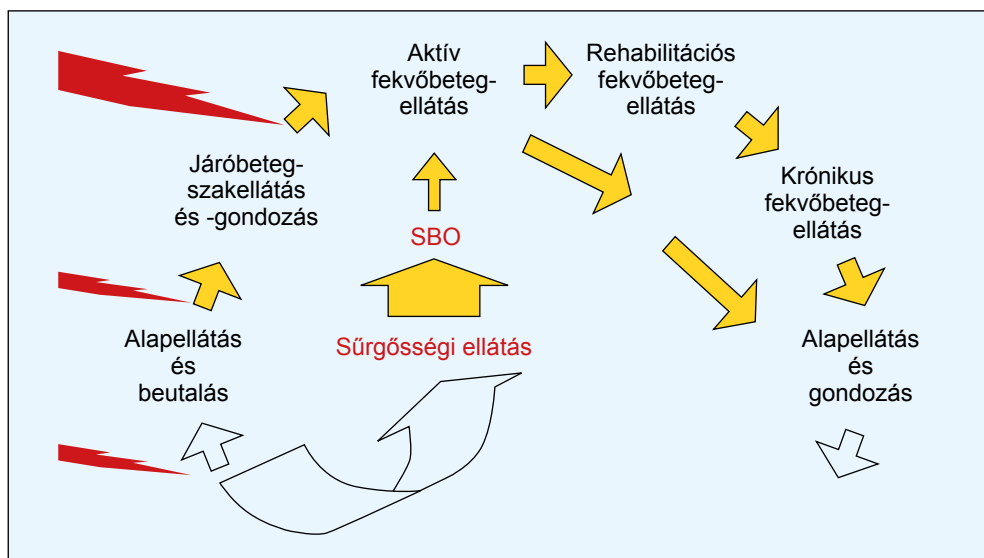 Aktív
fekvőbeteg-
ellátás
Rehabilitációs
fekvőbeteg-
ellátás
Járóbeteg-
szakellátás
és -gondozás
Krónikus
fekvőbeteg-
ellátás
SBO
Sűrgősségi ellátás
Alapellátás
és
beutalás
Alapellátás
és
gondozás